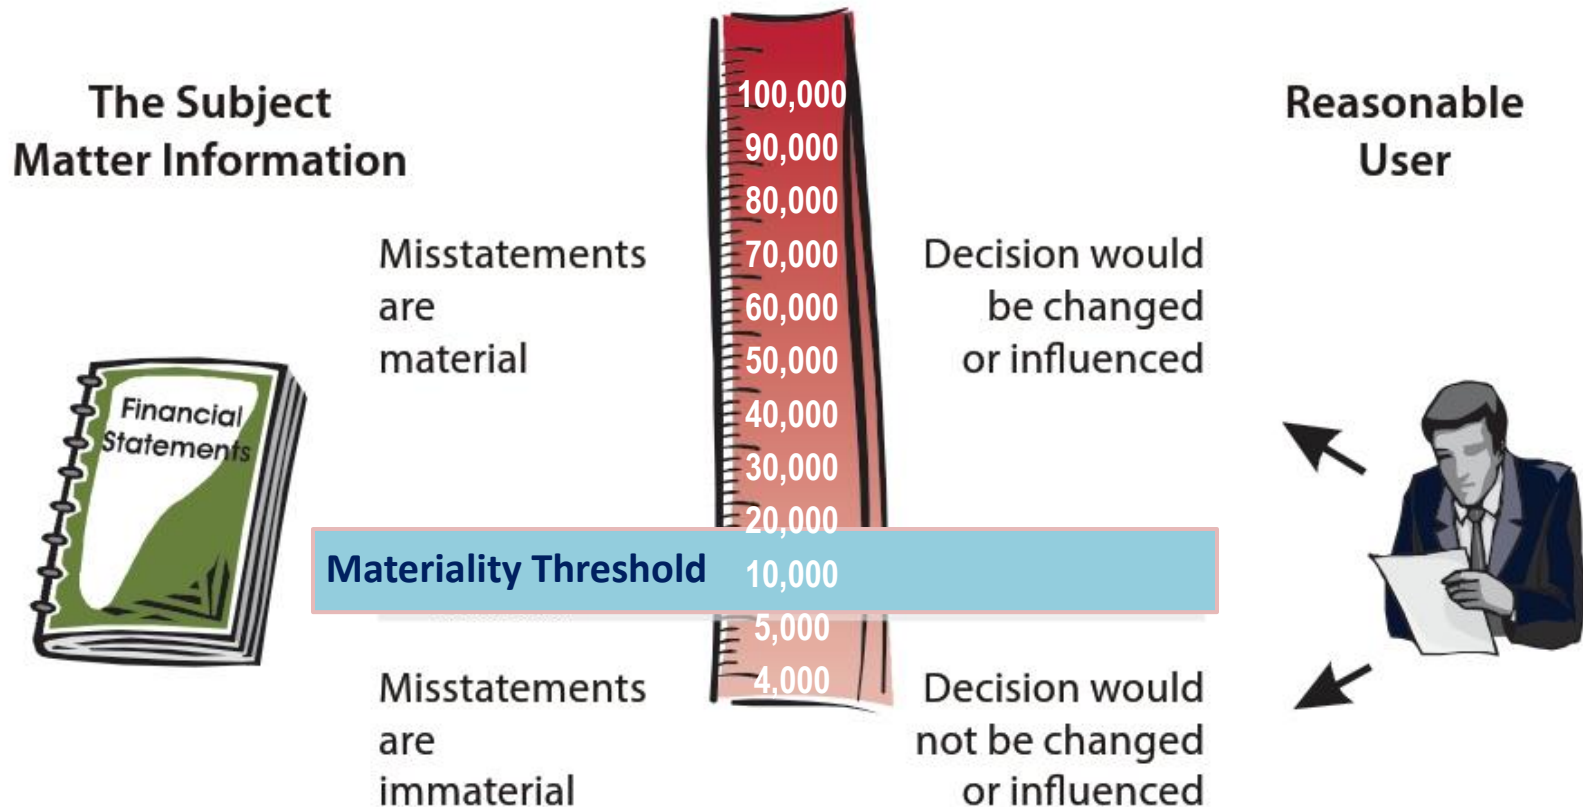 The Subject
Matter Information
Reasonable
User
Misstatements
are
material
Decision would
be changed
or influenced
100,000
90,000
80,000
70,000
60,000
50,000
40,000
30,000
20,000
10,000
5,000
4,000
Financial
Statements
Materiality Threshold
Misstatements
are
immaterial
Decision would
not be changed
or influenced